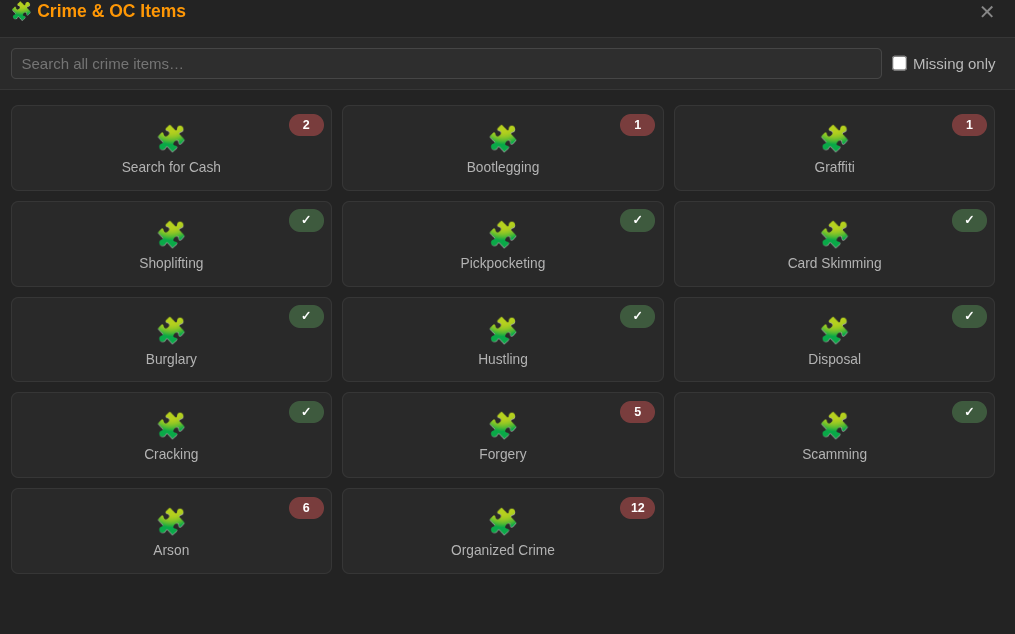 🧩 Crime & OC Items ✕
Search all crime items… Missing only
2 1 1
Search for Cash Bootlegging Graffiti
✓ ✓ ✓
Shoplifting Pickpocketing Card Skimming
✓ ✓ ✓
Burglary Hustling Disposal
✓ 5 ✓
Cracking Forgery Scamming
6 12
Arson Organized Crime